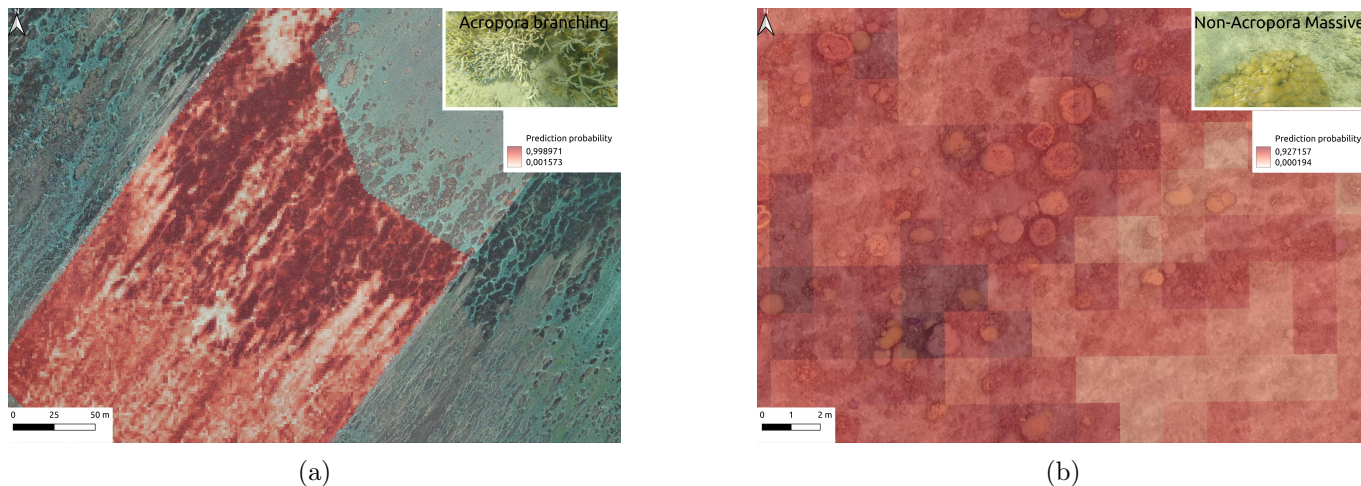 N
Acropora branching
Prediction probability
0,998971
0,001573
0 25 50 m
(a)
N
Non-Acropora Massive
Prediction probability
0,927157
0,000194
0 1 2 m
(b)